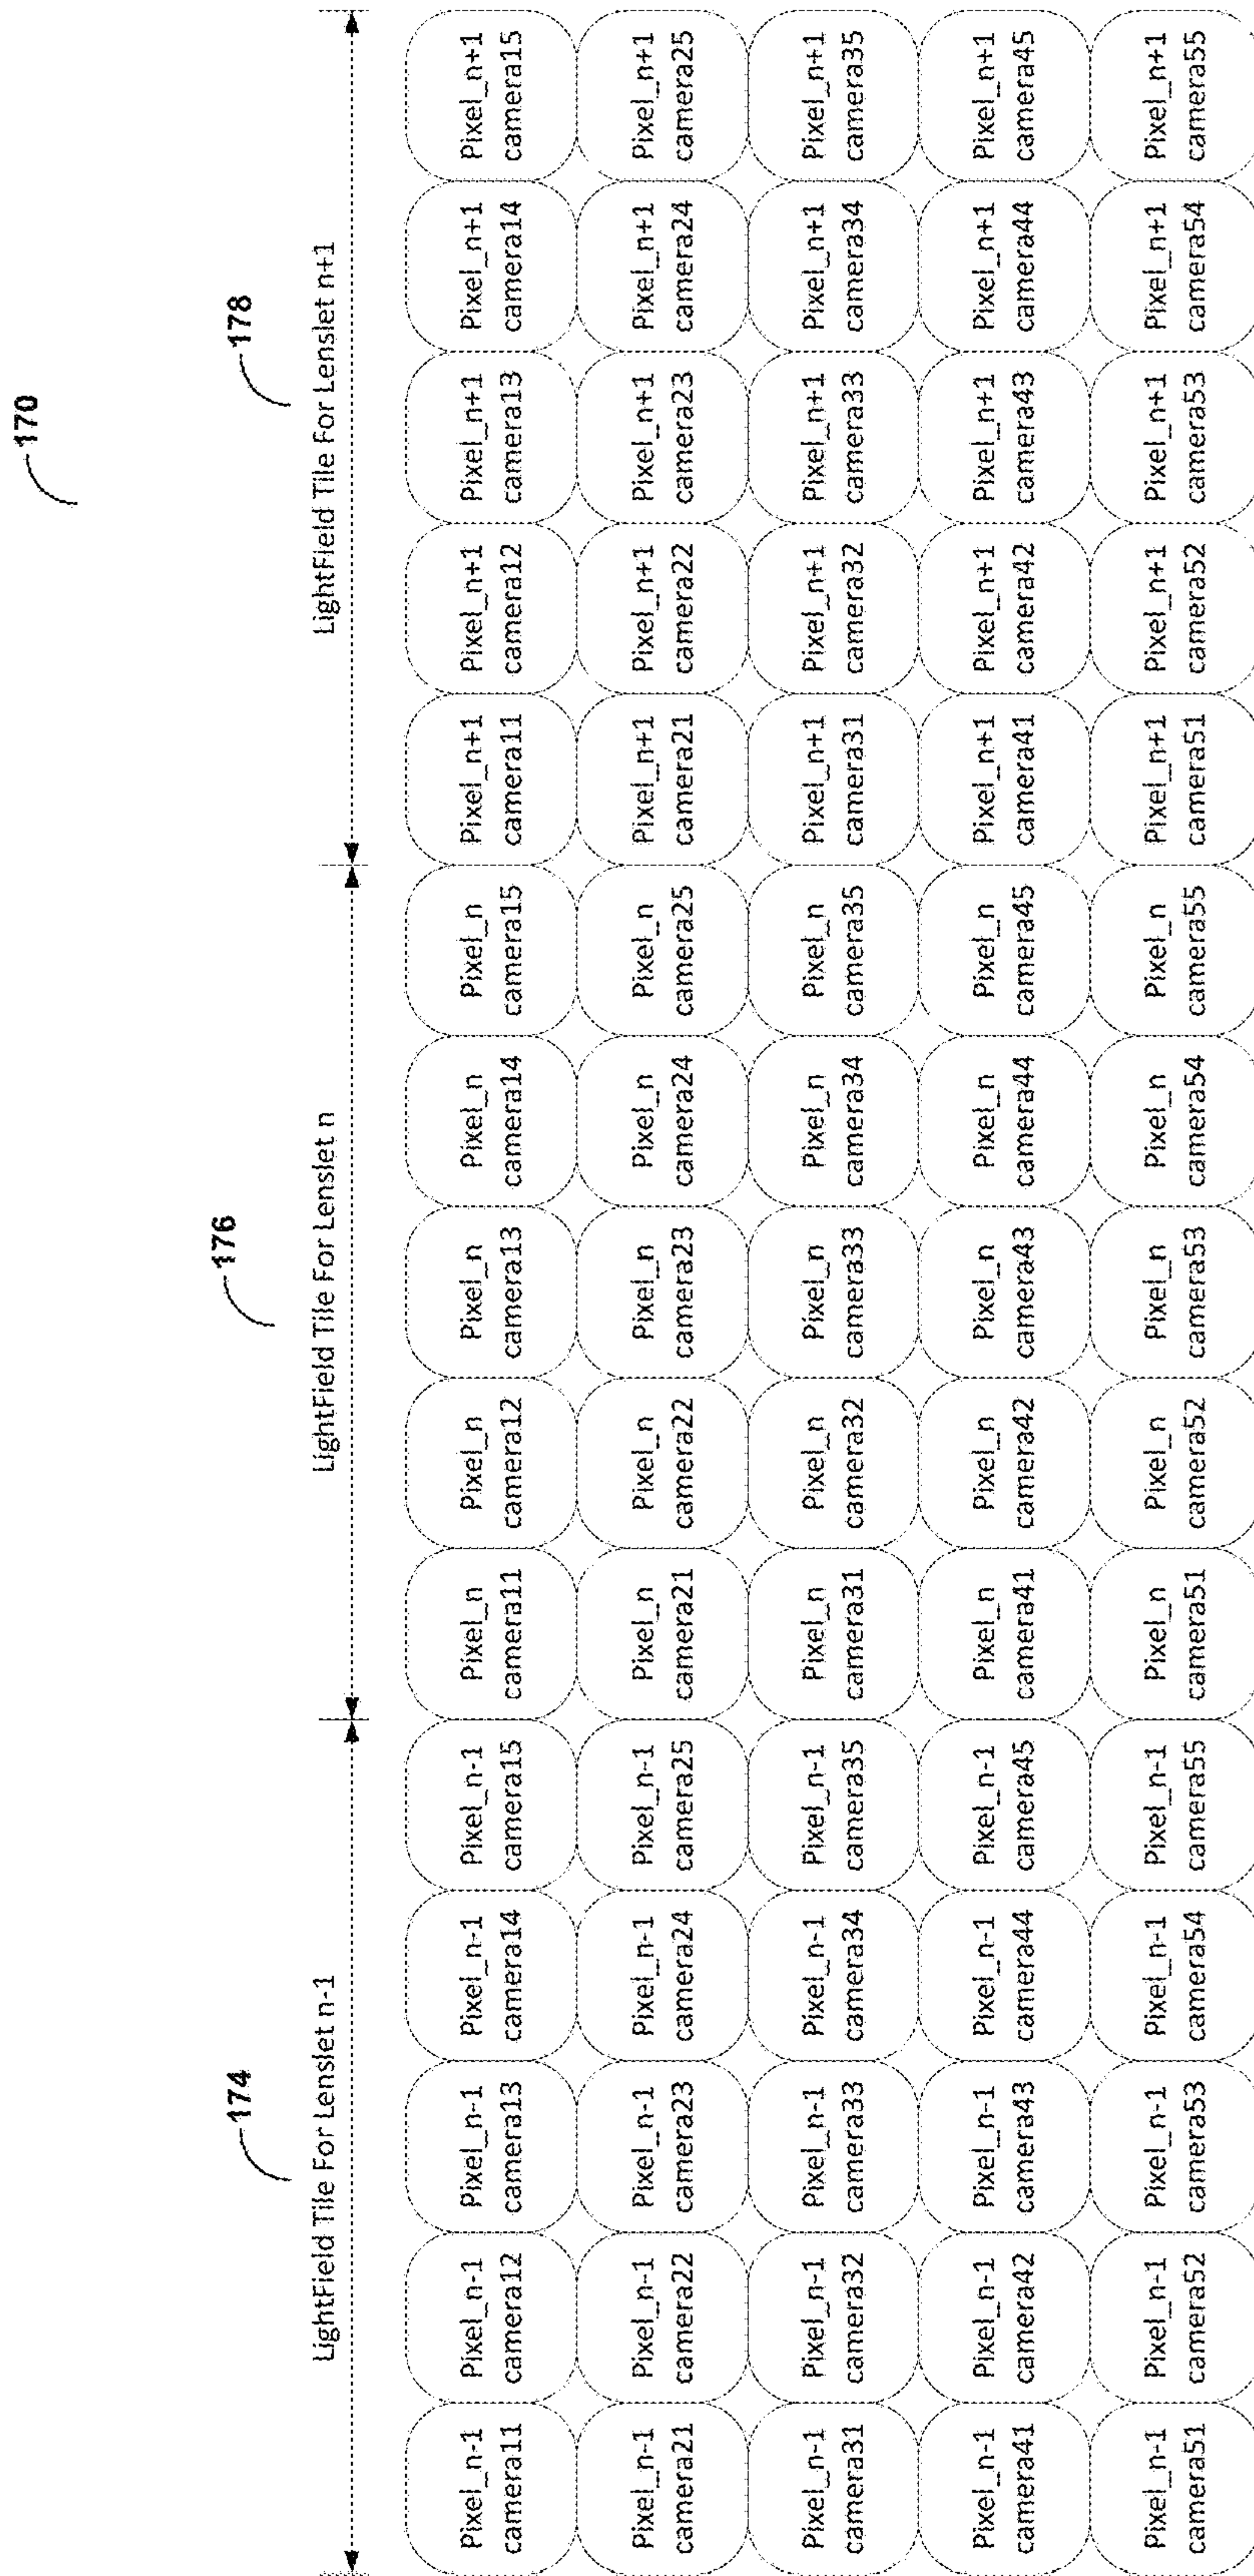 170
174 176 178
LightField Tile For Lenslet n-1 LightField Tile For Lenslet n LightField Tile For Lenslet n+1
Pixel_n-1 Pixel_n-1 Pixel_n-1 Pixel_n-1 Pixel_n-1 Pixel_n Pixel_n Pixel_n Pixel_n Pixel_n Pixel_n+1 Pixel_n+1 Pixel_n+1 Pixel_n+1 Pixel_n+1
camera11 camera12 camera13 camera14 camera15 camera11 camera12 camera13 camera14 camera15 camera11 camera12 camera13 camera14 camera15
Pixel_n-1 Pixel_n-1 Pixel_n-1 Pixel_n-1 Pixel_n-1 Pixel_n Pixel_n Pixel_n Pixel_n Pixel_n Pixel_n+1 Pixel_n+1 Pixel_n+1 Pixel_n+1 Pixel_n+1
camera21 camera22 camera23 camera24 camera25 camera21 camera22 camera23 camera24 camera25 camera21 camera22 camera23 camera24 camera25
Pixel_n-1 Pixel_n-1 Pixel_n-1 Pixel_n-1 Pixel_n-1 Pixel_n Pixel_n Pixel_n Pixel_n Pixel_n Pixel_n+1 Pixel_n+1 Pixel_n+1 Pixel_n+1 Pixel_n+1
camera31 camera32 camera33 camera34 camera35 camera31 camera32 camera33 camera34 camera35 camera31 camera32 camera33 camera34 camera35
Pixel_n-1 Pixel_n-1 Pixel_n-1 Pixel_n-1 Pixel_n-1 Pixel_n Pixel_n Pixel_n Pixel_n Pixel_n Pixel_n+1 Pixel_n+1 Pixel_n+1 Pixel_n+1 Pixel_n+1
camera41 camera42 camera43 camera44 camera45 camera41 camera42 camera43 camera44 camera45 camera41 camera42 camera43 camera44 camera45
Pixel_n-1 Pixel_n-1 Pixel_n-1 Pixel_n-1 Pixel_n-1 Pixel_n Pixel_n Pixel_n Pixel_n Pixel_n Pixel_n+1 Pixel_n+1 Pixel_n+1 Pixel_n+1 Pixel_n+1
camera51 camera52 camera53 camera54 camera55 camera51 camera52 camera53 camera54 camera55 camera51 camera52 camera53 camera54 camera55